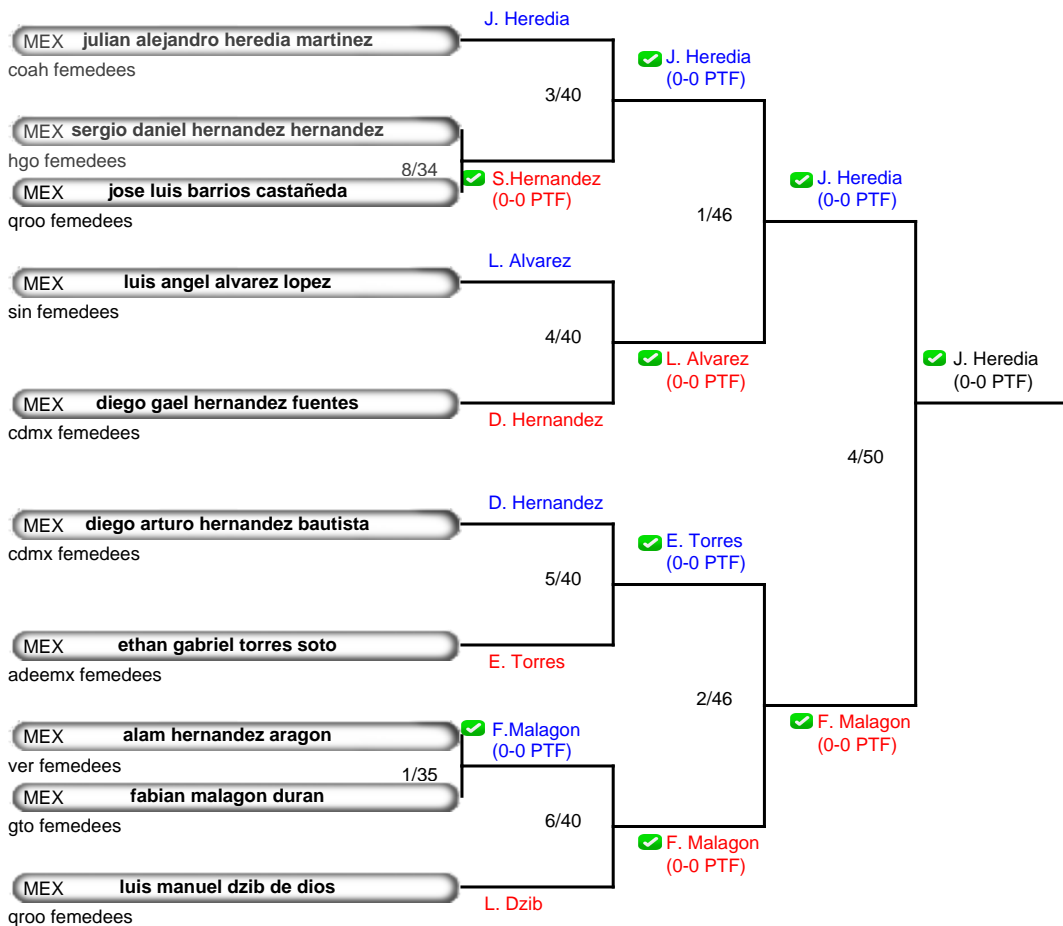 J. Heredia
MEX julian alejandro heredia martinez
coah femedees
J. Heredia
(0-0 PTF)
3/40
MEX sergio daniel hernandez hernandez
hgo femedees
8/34
S.Hernandez
(0-0 PTF)
MEX jose luis barrios castañeda
qroo femedees
J. Heredia
(0-0 PTF)
1/46
L. Alvarez
MEX luis angel alvarez lopez
sin femedees
4/40
L. Alvarez
(0-0 PTF)
J. Heredia
(0-0 PTF)
MEX diego gael hernandez fuentes
D. Hernandez
cdmx femedees
4/50
D. Hernandez
MEX diego arturo hernandez bautista
cdmx femedees
E. Torres
(0-0 PTF)
5/40
MEX ethan gabriel torres soto
E. Torres
adeemx femedees
2/46
F. Malagon
(0-0 PTF)
MEX alam hernandez aragon
F.Malagon
(0-0 PTF)
ver femedees
1/35
MEX fabian malagon duran
gto femedees
6/40
F. Malagon
(0-0 PTF)
MEX luis manuel dzib de dios
L. Dzib
qroo femedees